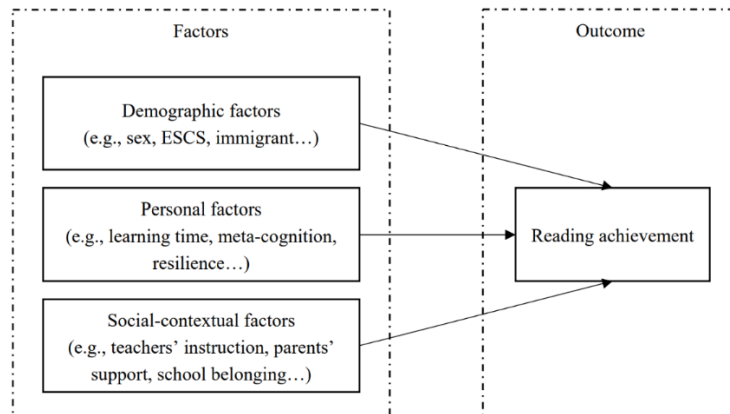 Factors
Outcome
Demographic factors
(e.g., sex, ESCS, immigrant…)
Personal factors
(e.g., learning time, meta-cognition,
resilience…)
Reading achievement
Social-contextual factors
(e.g., teachers’ instruction, parents’
support, school belonging…)